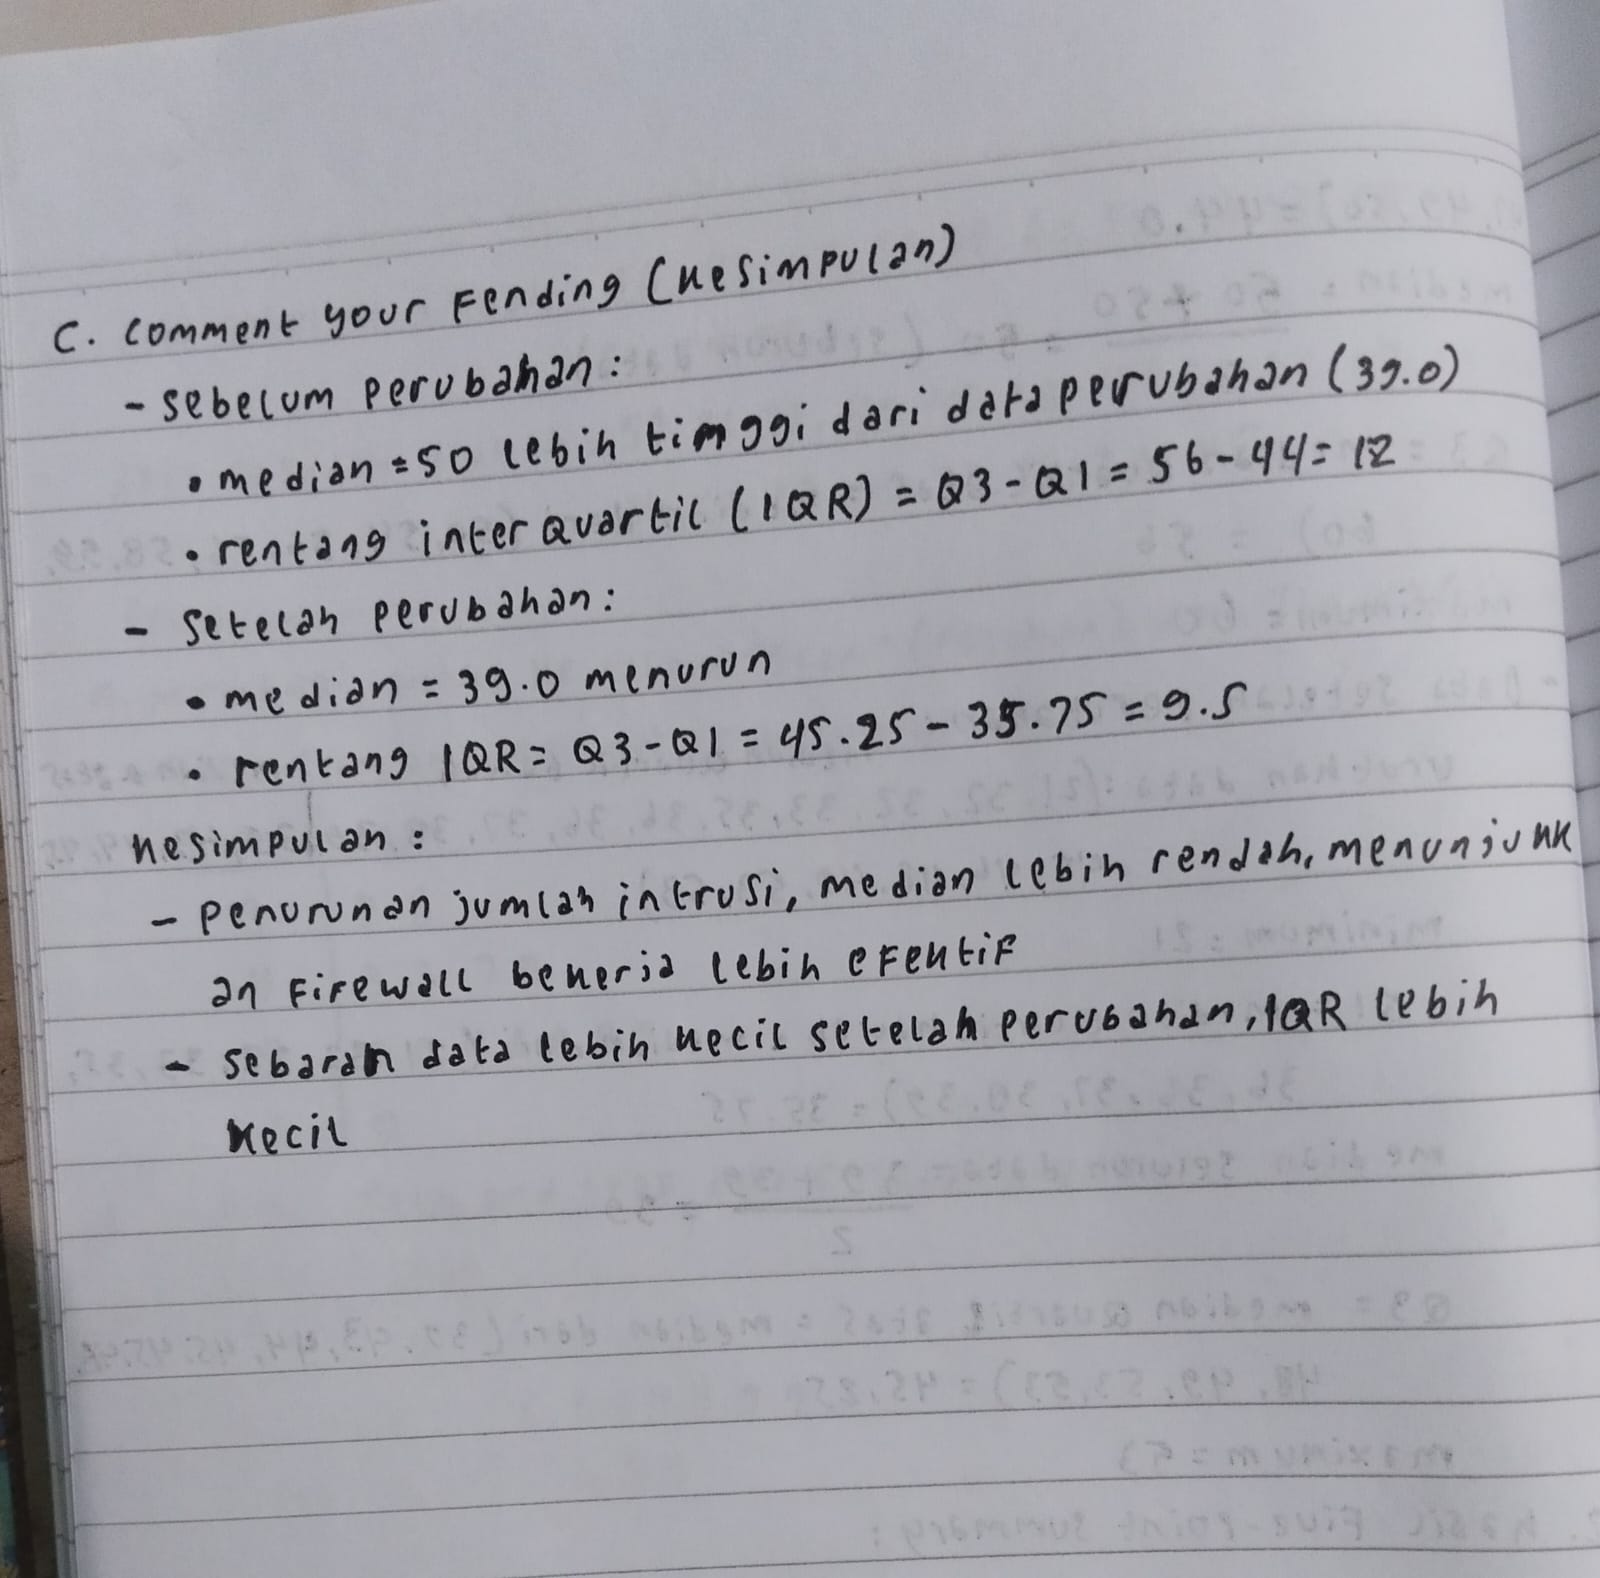 C. Comment your Fending (Kesimpulan)
- sebelum perubahan :
• median = 50 lebih timggi dari data perubahan (39.0)
• rentang inter Quartil (IQR) = Q3 - Q1 = 56 - 44 = 12
- Setelah perubahan :
• median = 39.0 menurun
• rentang IQR = Q3 - Q1 = 45.25 - 35.75 = 9.5
Kesimpulan :
- penurunan jumlah intrusi, median lebih rendah, menunjukk
an Firewall bekerja lebih eFektiF
- sebaran data lebih kecil setelah perubahan, IQR lebih
kecil